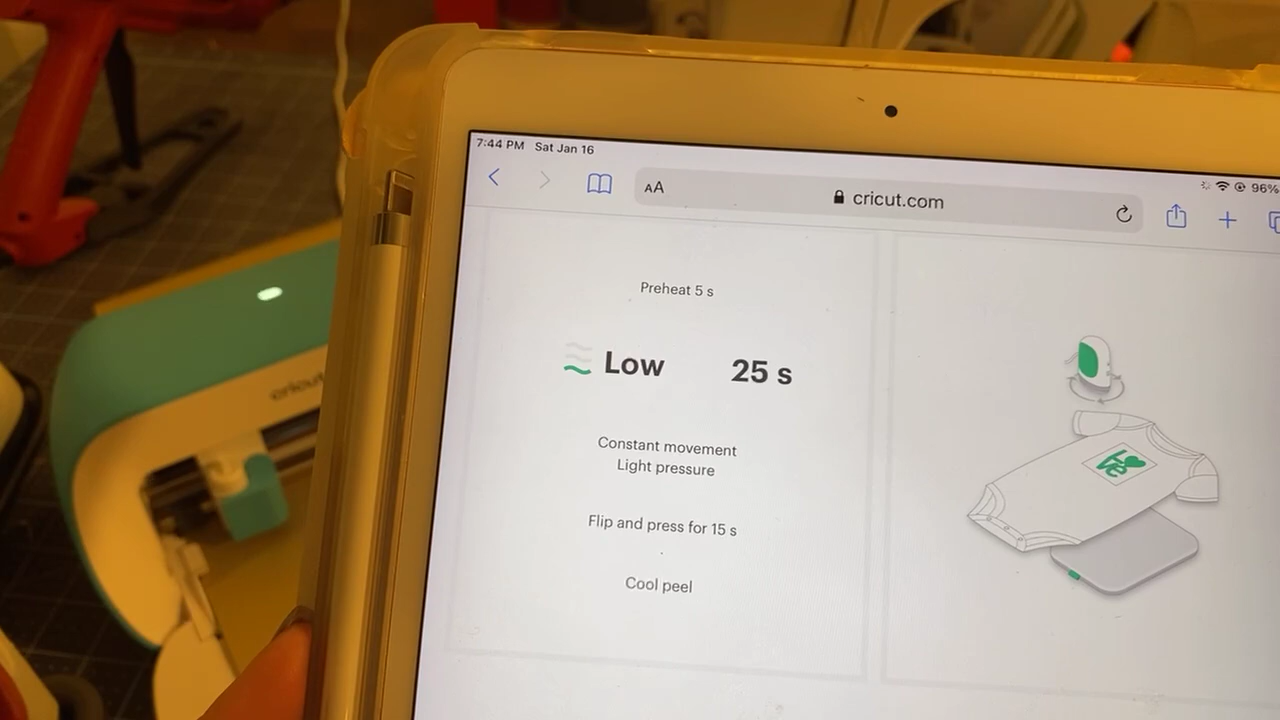 7:44 PM Sat Jan 16
96%
AA cricut.com
Preheat 5 s
Low 25 s
Constant movement
Light pressure
Flip and press for 15 s
Cool peel
Love
cricut